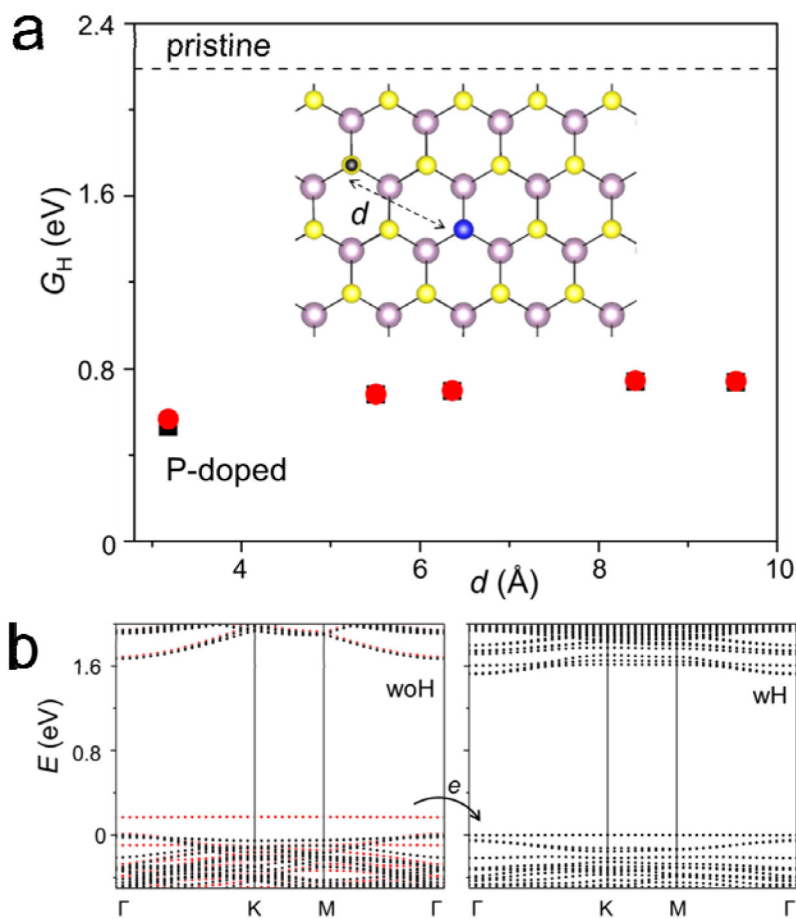 a
2.4
pristine
1.6
d
G_H (eV)
0.8
P-doped
0
4
6
8
10
d (Å)
b
1.6
woH
wH
E (eV)
0.8
e
0
Γ
K
M
Γ
Γ
K
M
Γ